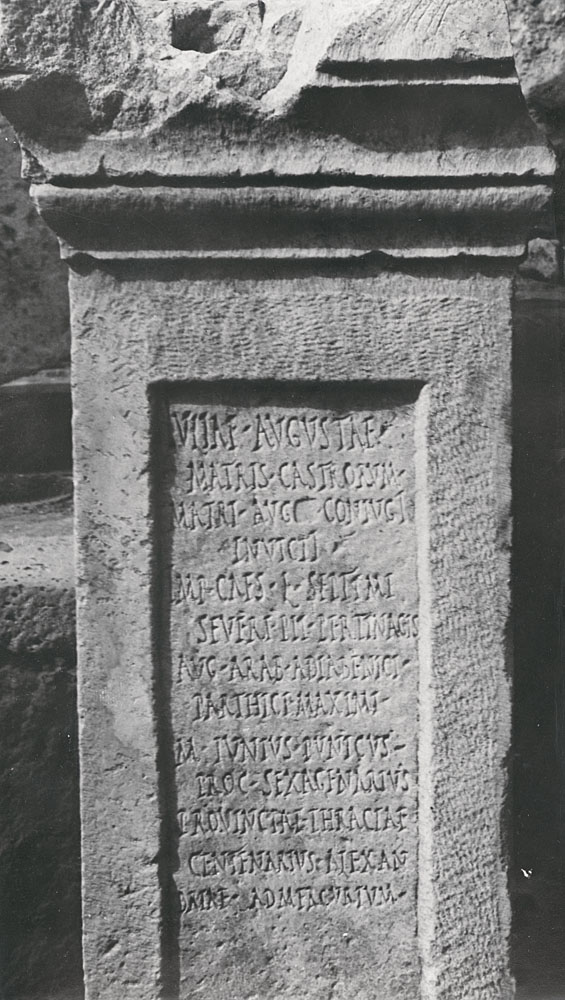 IVLIAE · AVGVSTAE ·
MATRIS · CASTRORVM ·
MATRI · AVG · CONIVGI
INVICTI ·
IMP · CAES · L · SEPTIMI
SEVERI · PII · PERTINACIS
AVG · ARAB · ADIABENICI ·
PARTHICI · MAXIMI ·
M · IVNIVS · PVNICVS ·
PROC · SEXAGENARIVS
PROVINCIAE · THRACIAE
CENTENARIVS · ALEXAN
DRIAE · AD MERCVRIVM ·